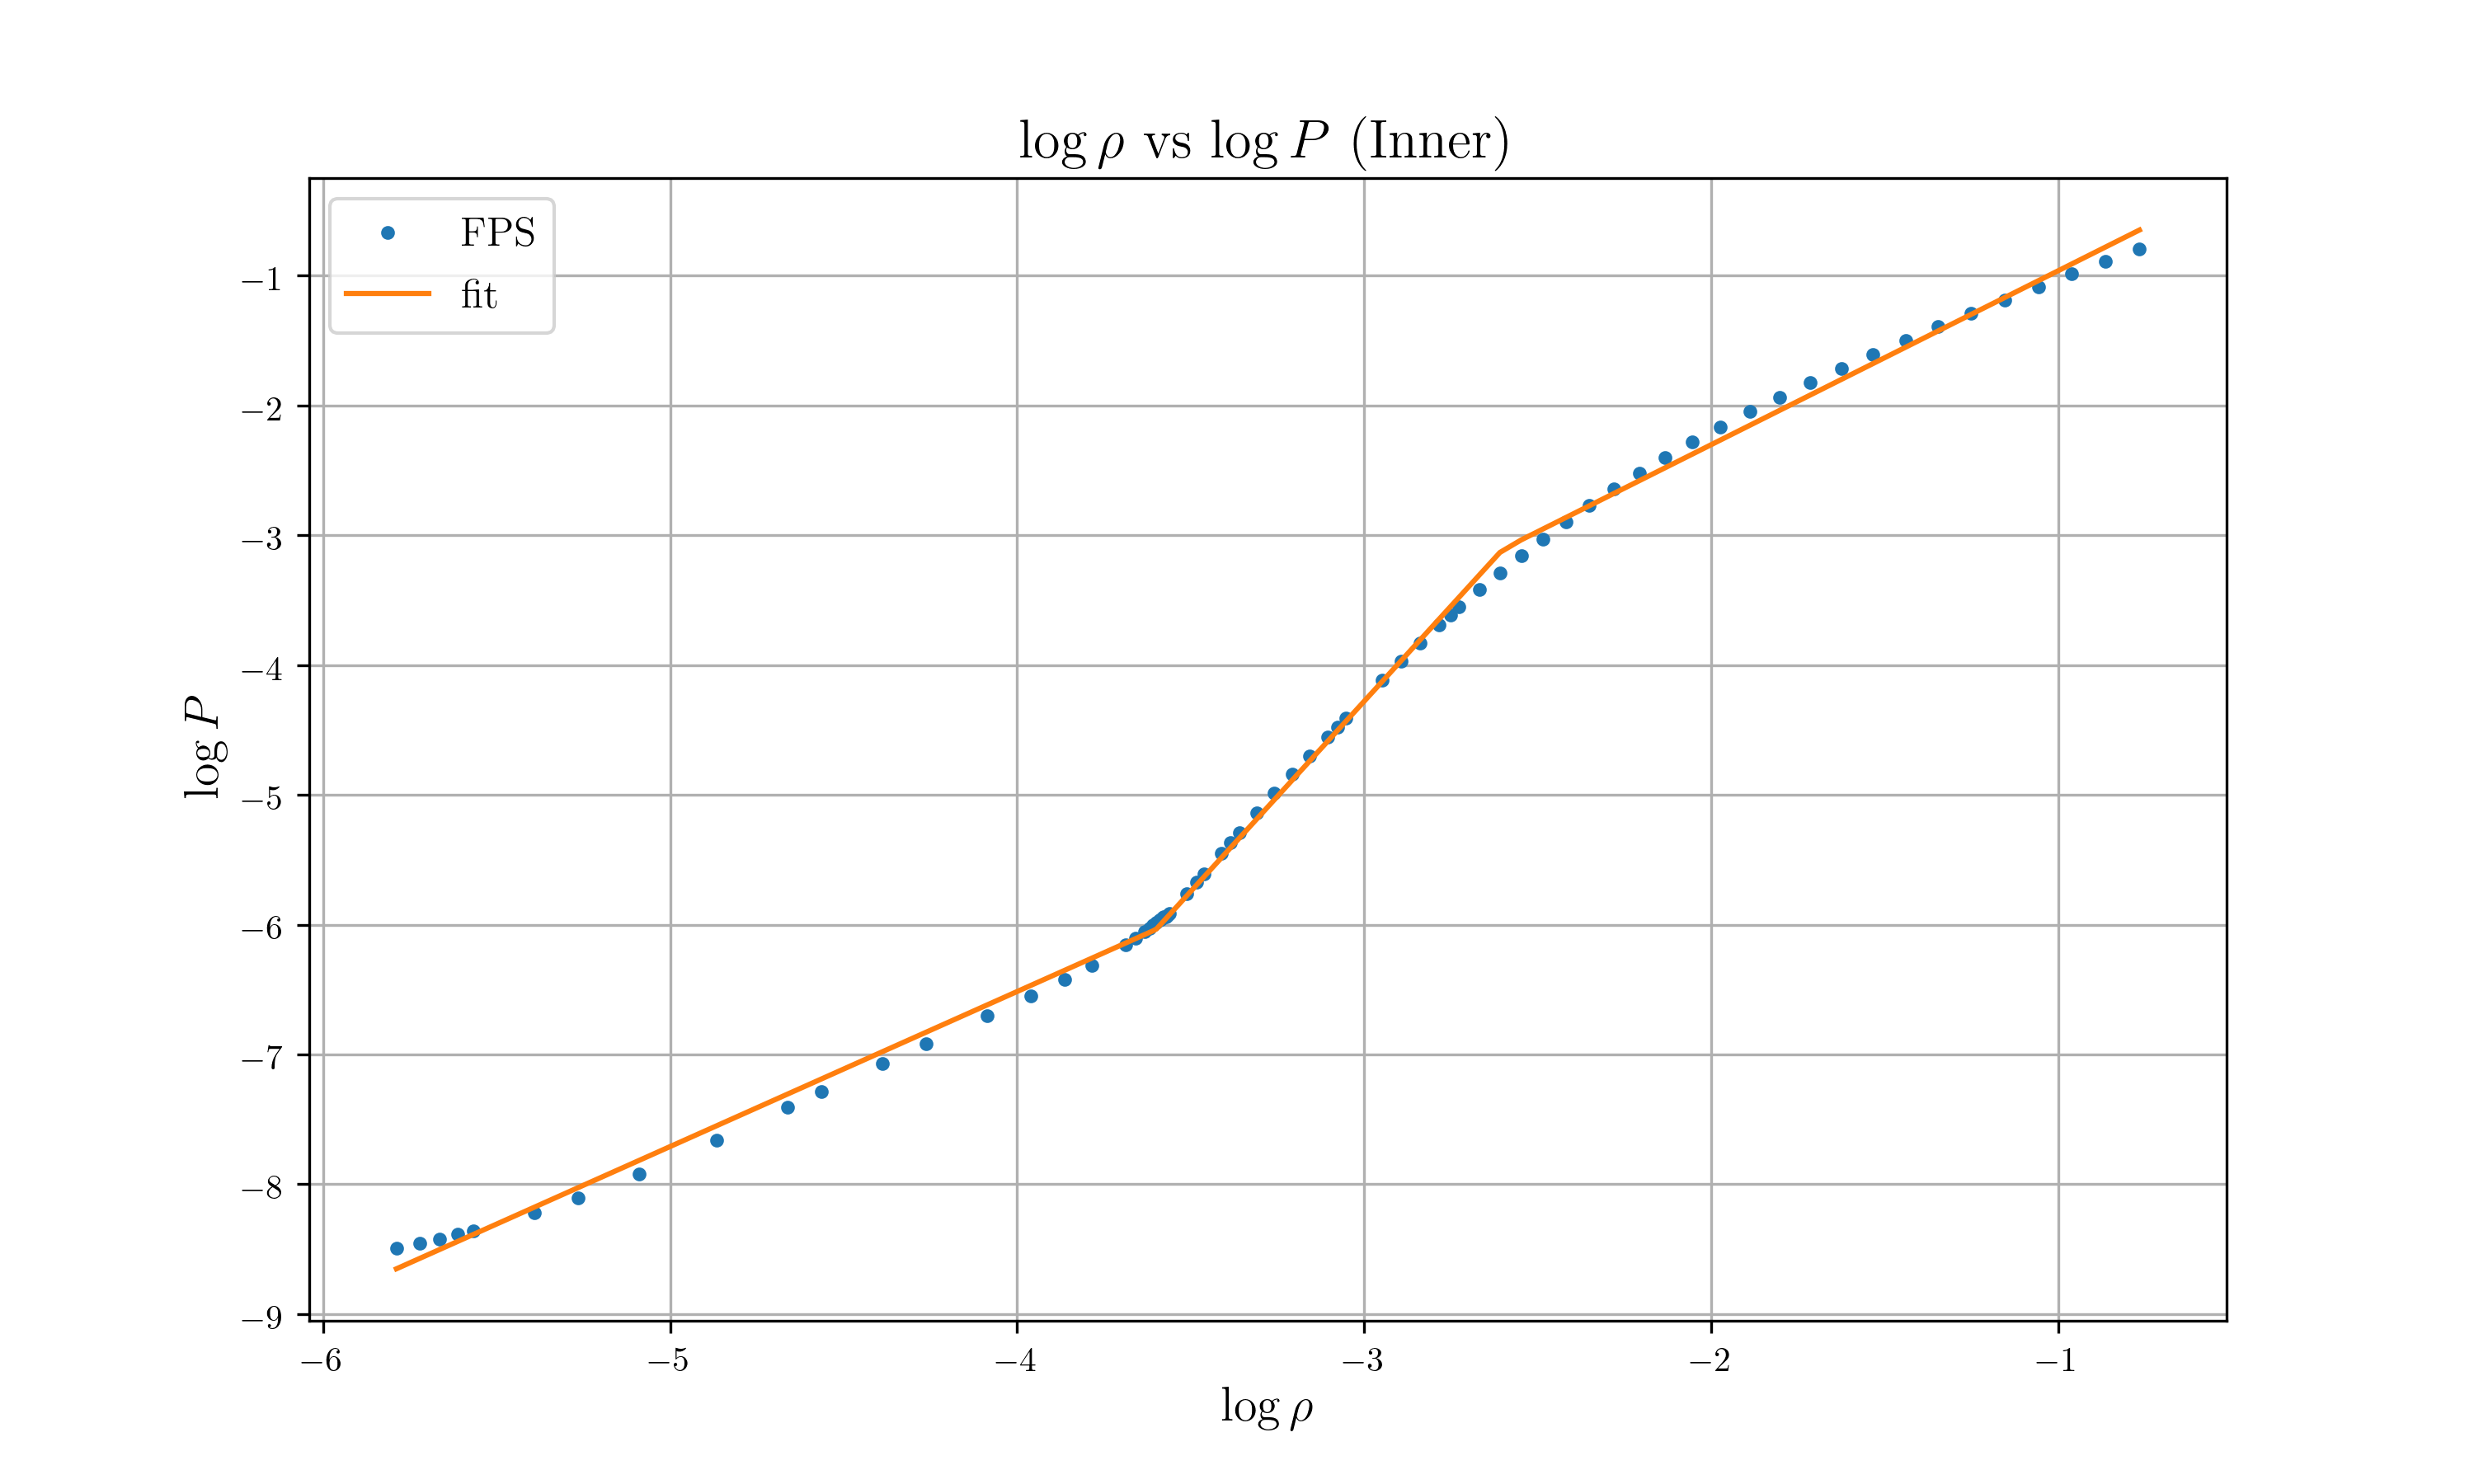 log ρ vs log P (Inner)
FPS
fit
−1
−2
−3
−4
−5
−6
−7
−8
−9
log P
−6 −5 −4 −3 −2 −1
log ρ